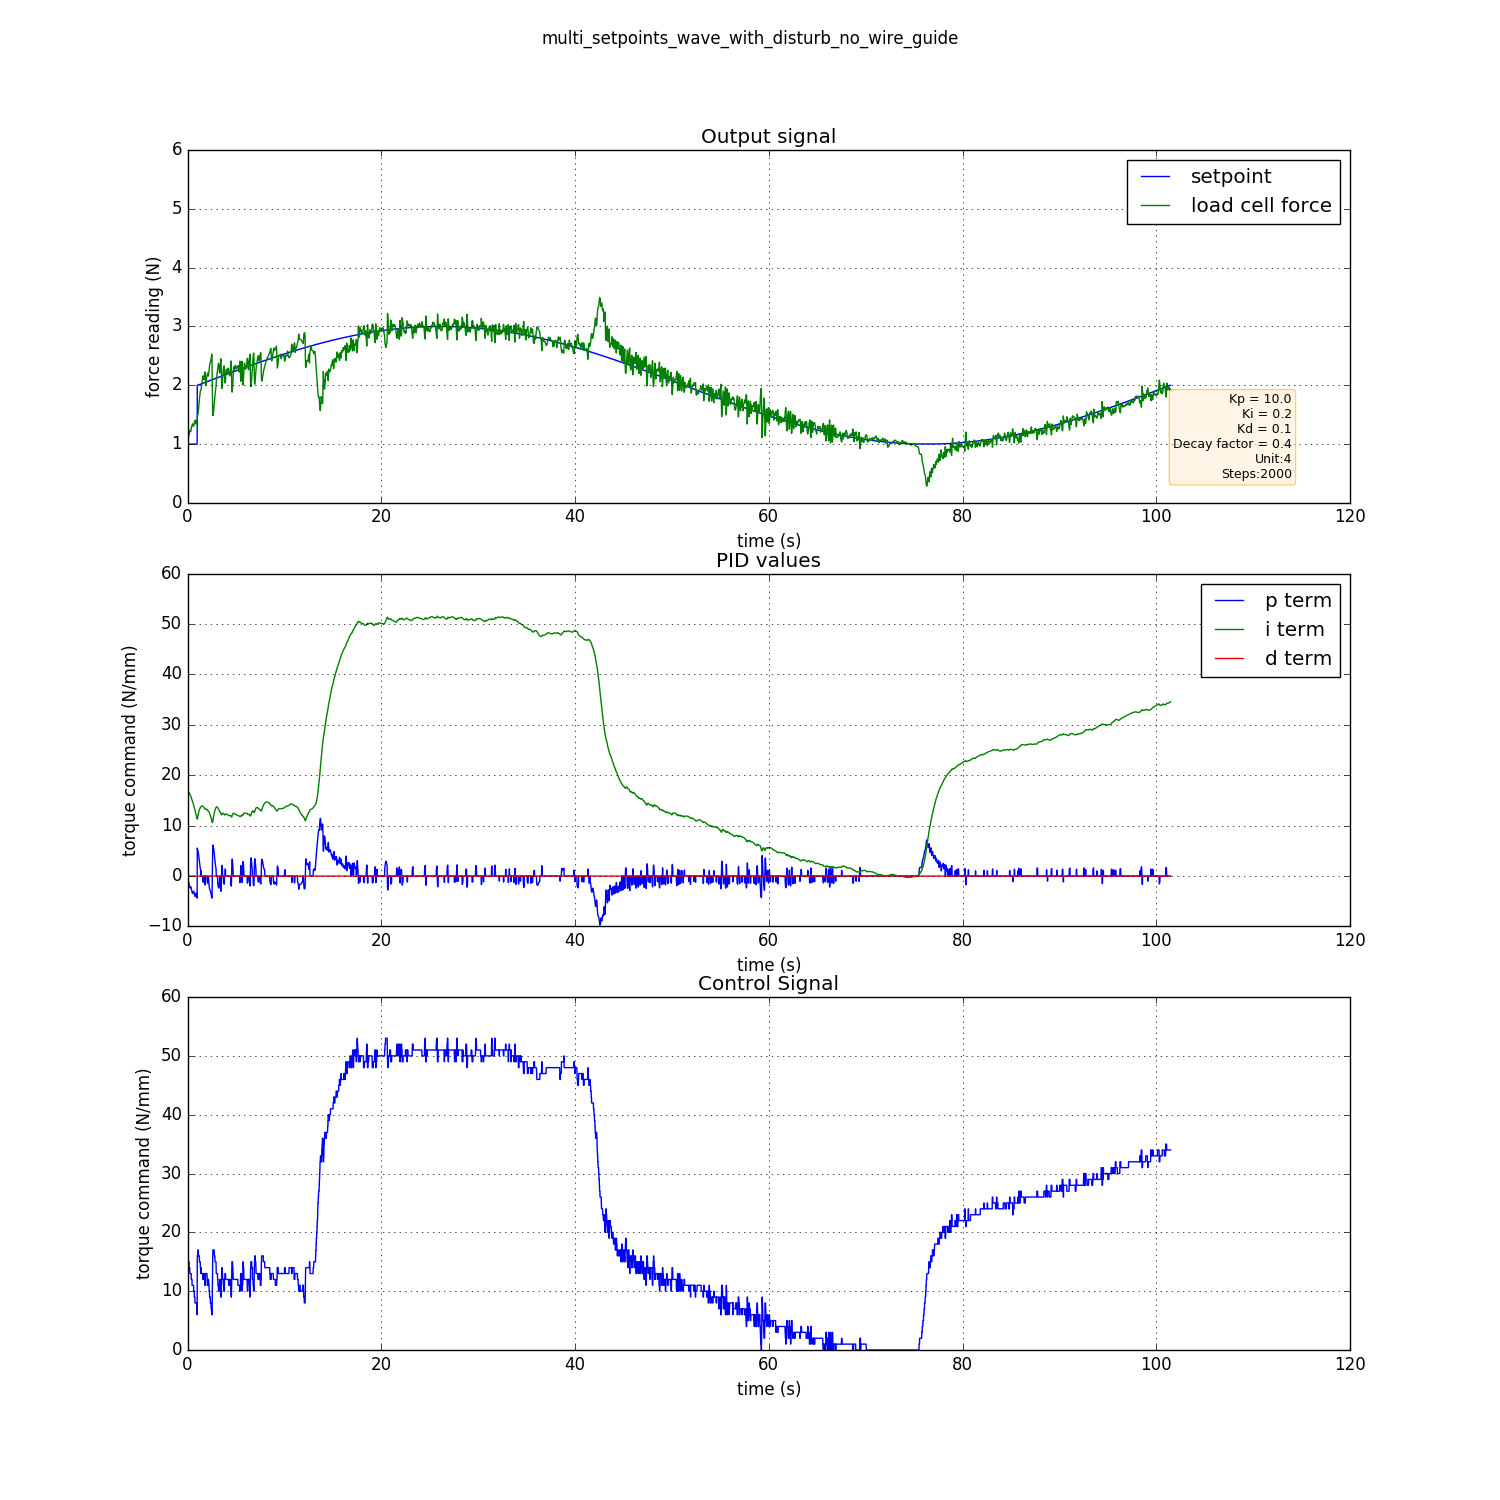 multi_setpoints_wave_with_disturb_no_wire_guide
Output signal
6
5
4
3
2
1
0
force reading (N)
setpoint
load cell force
Kp = 10.0
Ki = 0.2
Kd = 0.1
Decay factor = 0.4
Unit:4
Steps:2000
0 20 40 60 80 100 120
time (s)
PID values
60
50
40
30
20
10
0
−10
torque command (N/mm)
p term
i term
d term
0 20 40 60 80 100 120
time (s)
Control Signal
60
50
40
30
20
10
0
torque command (N/mm)
0 20 40 60 80 100 120
time (s)